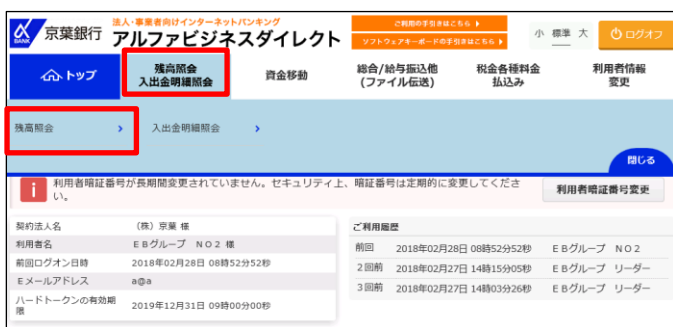 α BANK 京葉銀行
法人・事業者向けインターネットバンキング
アルファビジネスダイレクト
ご利用の手引きはこちら
ソフトウェアキーボードの手引きはこちら
小 標準 大
ログオフ
トップ
残高照会
入出金明細照会
資金移動
総合/給与振込他
(ファイル伝送)
税金各種料金
払込み
利用者情報
変更
残高照会 >
入出金明細照会 >
閉じる
利用者暗証番号が長期間変更されていません。セキュリティ上、暗証番号は定期的に変更してくださ
い。
利用者暗証番号変更
契約法人名 (株) 京葉 様
利用者名 EBグループ NO2 様
前回ログオン日時 2018年02月28日 08時52分52秒
Eメールアドレス a@a
ハードトークンの有効期
限 2019年12月31日 09時00分00秒
ご利用履歴
前回 2018年02月28日 08時52分52秒 EBグループ NO2
2回前 2018年02月27日 14時15分05秒 EBグループ リーダー
3回前 2018年02月27日 14時03分26秒 EBグループ リーダー